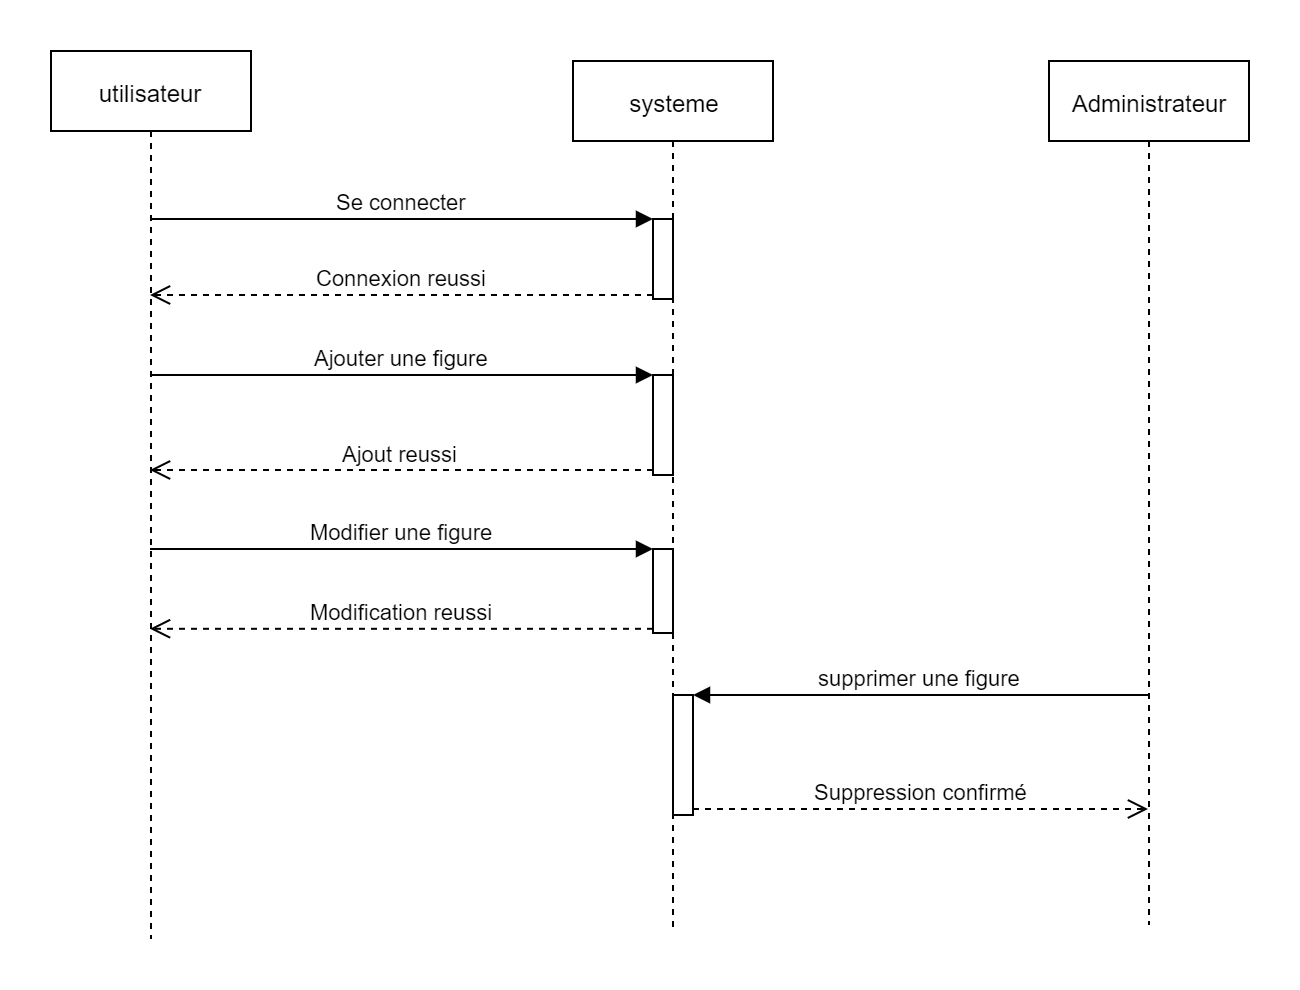 utilisateur
systeme
Administrateur
Se connecter
Connexion reussi
Ajouter une figure
Ajout reussi
Modifier une figure
Modification reussi
supprimer une figure
Suppression confirmé